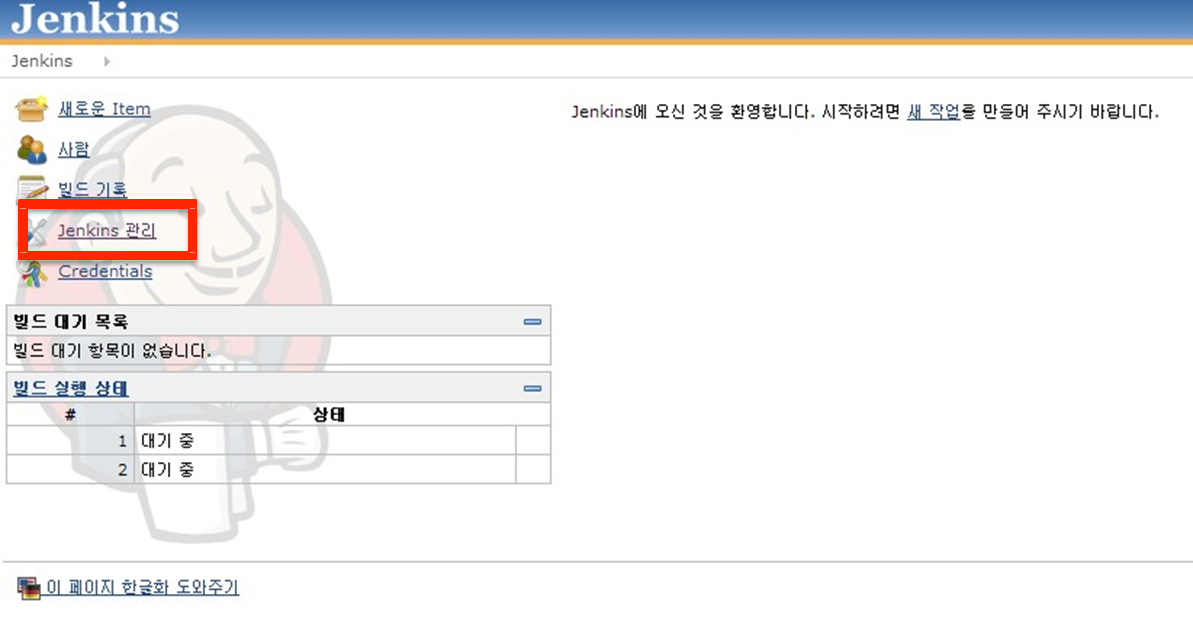 Jenkins
Jenkins
새로운 Item
사람
빌드 기록
Jenkins 관리
Credentials
Jenkins에 오신 것을 환영합니다. 시작하려면 새 작업를 만들어 주시기 바랍니다.
빌드 대기 목록
빌드 대기 항목이 없습니다.
빌드 실행 상태
# 상태
1 대기 중
2 대기 중
이 페이지 한글화 도와주기